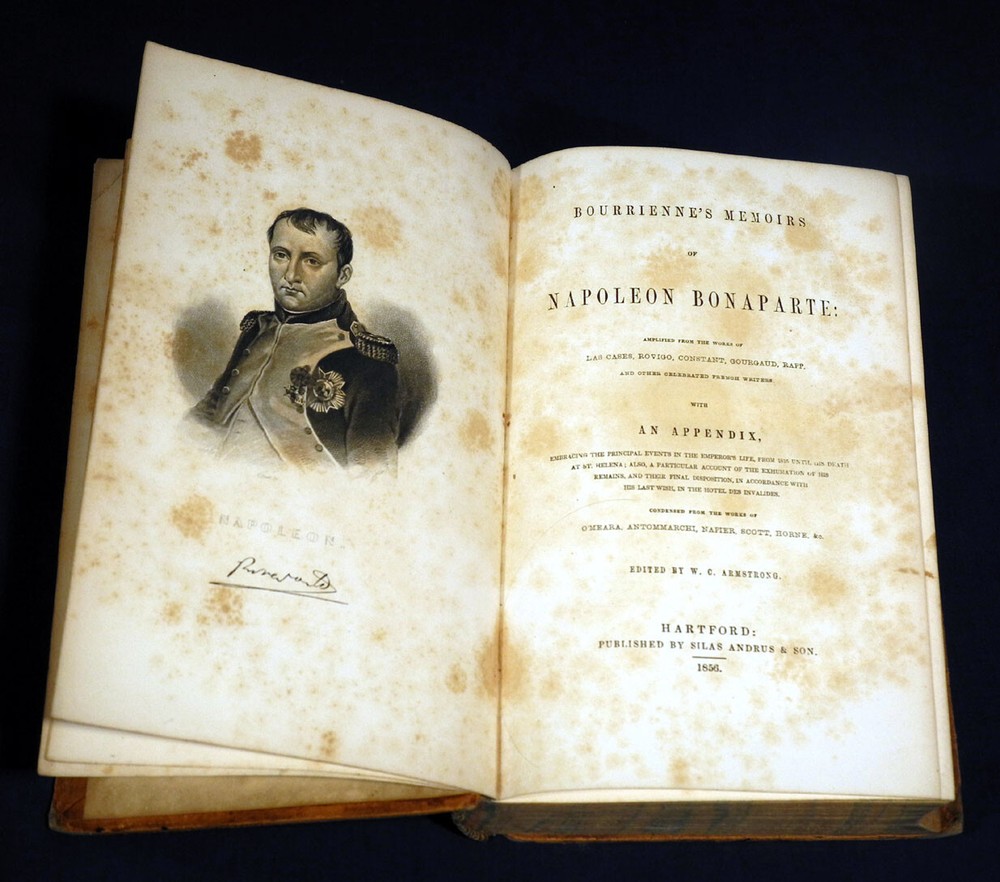 NAPOLEON.
Bonaparte
BOURRIENNE'S MEMOIRS
OF
NAPOLEON BONAPARTE:
AMPLIFIED FROM THE WORKS OF
LAS CASES, ROVIGO, CONSTANT, GOURGAUD, RAPP,
AND OTHER CELEBRATED FRENCH WRITERS.
WITH
AN APPENDIX,
EMBRACING THE PRINCIPAL EVENTS IN THE EMPEROR'S LIFE, FROM 1815 UNTIL HIS DEATH
AT ST. HELENA; ALSO, A PARTICULAR ACCOUNT OF THE EXHUMATION OF HIS
REMAINS, AND THEIR FINAL DISPOSITION, IN ACCORDANCE WITH
HIS LAST WISH, IN THE HOTEL DES INVALIDES.
CONDENSED FROM THE WORKS OF
O'MEARA, ANTOMMARCHI, NAPIER, SCOTT, HORNE, &c.
EDITED BY W. C. ARMSTRONG.
HARTFORD:
PUBLISHED BY SILAS ANDRUS & SON.
1856.